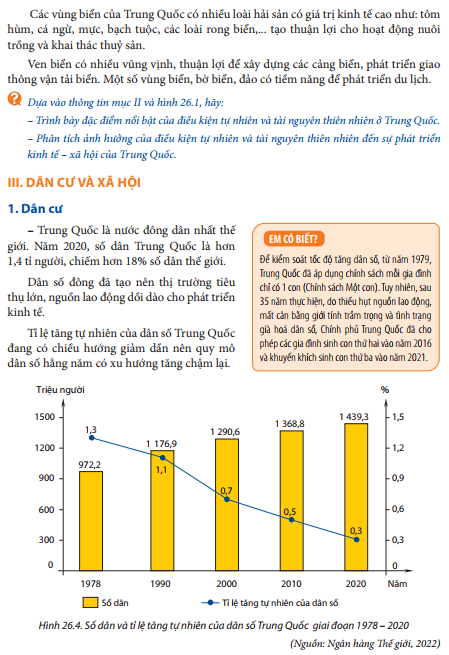 Các vùng biển của Trung Quốc có nhiều loài hải sản có giá trị kinh tế cao như: tôm
hùm, cá ngừ, mực, bạch tuộc, các loài rong biển,... tạo thuận lợi cho hoạt động nuôi
trồng và khai thác thuỷ sản.
Ven biển có nhiều vũng vịnh, thuận lợi để xây dựng các cảng biển, phát triển giao
thông vận tải biển. Một số vùng biển, bờ biển, đảo có tiềm năng để phát triển du lịch.
? Dựa vào thông tin mục II và hình 26.1, hãy:
– Trình bày đặc điểm nổi bật của điều kiện tự nhiên và tài nguyên thiên nhiên ở Trung Quốc.
– Phân tích ảnh hưởng của điều kiện tự nhiên và tài nguyên thiên nhiên đến sự phát triển
kinh tế – xã hội của Trung Quốc.
III. DÂN CƯ VÀ XÃ HỘI
1. Dân cư
– Trung Quốc là nước đông dân nhất thế
giới. Năm 2020, số dân Trung Quốc là hơn
1,4 tỉ người, chiếm hơn 18% số dân thế giới.
Dân số đông đã tạo nên thị trường tiêu
thụ lớn, nguồn lao động dồi dào cho phát triển
kinh tế.
Tỉ lệ tăng tự nhiên của dân số Trung Quốc
đang có chiều hướng giảm dần nên quy mô
dân số hằng năm có xu hướng tăng chậm lại.
EM CÓ BIẾT?
Để kiểm soát tốc độ tăng dân số, từ năm 1979,
Trung Quốc đã áp dụng chính sách mỗi gia đình
chỉ có 1 con (Chính sách Một con). Tuy nhiên, sau
35 năm thực hiện, do thiếu hụt nguồn lao động,
mất cân bằng giới tính trầm trọng và tình trạng
già hoá dân số, Chính phủ Trung Quốc đã cho
phép các gia đình sinh con thứ hai vào năm 2016
và khuyến khích sinh con thứ ba vào năm 2021.
Triệu người
%
1500
1200
900
600
300
0
972,2
1 176,9
1 290,6
1 368,8
1 439,3
1,3
1,1
0,7
0,5
0,3
1,5
1,2
0,9
0,6
0,3
0
1978 1990 2000 2010 2020 Năm
Số dân Tỉ lệ tăng tự nhiên của dân số
Hình 26.4. Số dân và tỉ lệ tăng tự nhiên của dân số Trung Quốc giai đoạn 1978 – 2020
(Nguồn: Ngân hàng Thế giới, 2022)